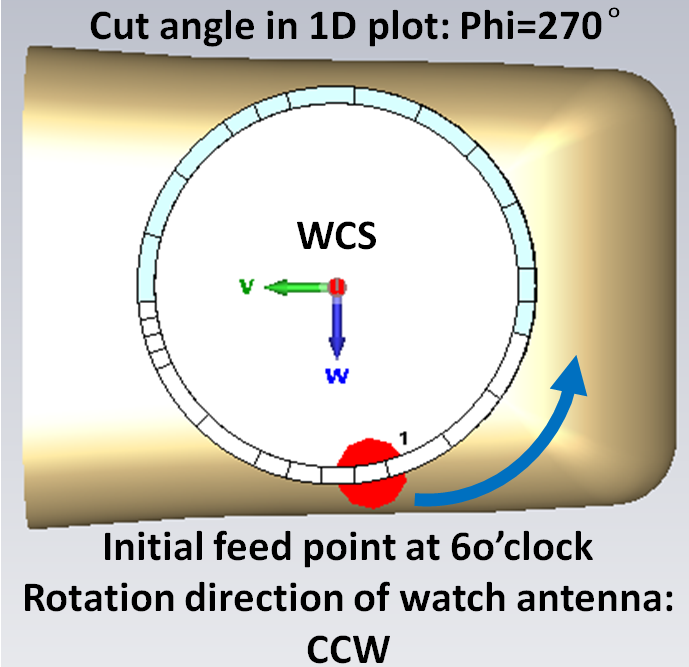 Cut angle in 1D plot: Phi=270°
WCS
v
u
w
1
Initial feed point at 6o’clock
Rotation direction of watch antenna:
CCW